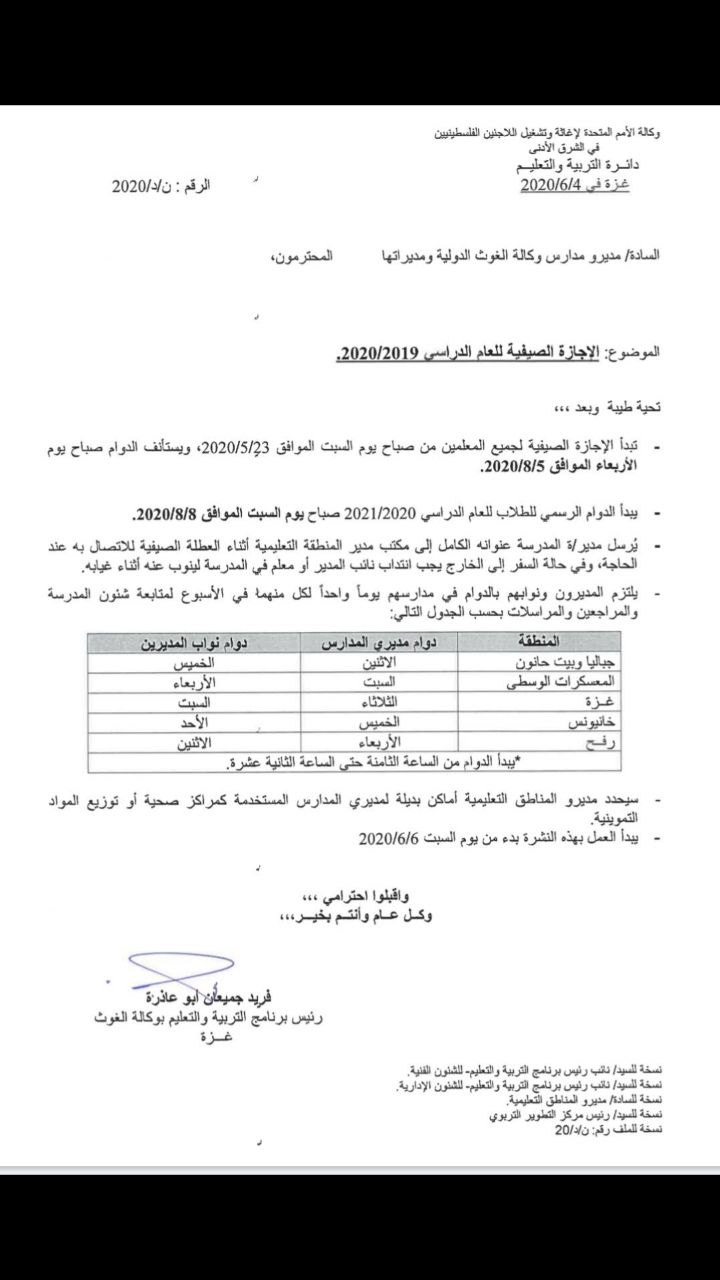 وكالة الأمم المتحدة لإغاثة وتشغيل اللاجئين الفلسطينيين
في الشرق الأدنى
دائـرة التربية والتعليـم
غزة في 2020/6/4
الرقم : ن/د/2020
السادة/ مديرو مدارس وكالة الغوث الدولية ومديراتها المحترمون،
الموضوع: الإجازة الصيفية للعام الدراسي 2020/2019.
تحية طيبة وبعد ،،،
- تبدأ الإجازة الصيفية لجميع المعلمين من صباح يوم السبت الموافق 2020/5/23، ويستأنف الدوام صباح يوم
الأربعاء الموافق 2020/8/5.
- يبدأ الدوام الرسمي للطلاب للعام الدراسي 2021/2020 صباح يوم السبت الموافق 2020/8/8.
- يُرسل مدير/ة المدرسة عنوانه الكامل إلى مكتب مدير المنطقة التعليمية أثناء العطلة الصيفية للاتصال به عند
الحاجة، وفي حالة السفر إلى الخارج يجب انتداب نائب المدير أو معلم في المدرسة لينوب عنه أثناء غيابه.
- يلتزم المديرون ونوابهم بالدوام في مدارسهم يوماً واحداً لكل منهما في الأسبوع لمتابعة شئون المدرسة
والمراجعين والمراسلات بحسب الجدول التالي:
المنطقة دوام مديري المدارس دوام نواب المديرين
جباليا وبيت حانون الاثنين الخميس
المعسكرات الوسطى السبت الأربعاء
غـزة الثلاثاء السبت
خانيونس الخميس الأحد
رفـح الأربعاء الاثنين
*يبدأ الدوام من الساعة الثامنة حتى الساعة الثانية عشرة.
- سيحدد مديرو المناطق التعليمية أماكن بديلة لمديري المدارس المستخدمة كمراكز صحية أو توزيع المواد
التموينية.
- يبدأ العمل بهذه النشرة بدء من يوم السبت 2020/6/6
واقبلوا احترامي ،،،
وكـل عـام وأنتـم بخيـر،،،
فريد جميعان أبو عاذرة
رئيس برنامج التربية والتعليم بوكالة الغوث
غـــزة
نسخة للسيد/ نائب رئيس برنامج التربية والتعليم- للشئون الفنية.
نسخة للسيد/ نائب رئيس برنامج التربية والتعليم- للشئون الإدارية.
نسخة للسادة/ مديرو المناطق التعليمية.
نسخة للسيد/ رئيس مركز التطوير التربوي
نسخة للملف رقم: ن/د/20